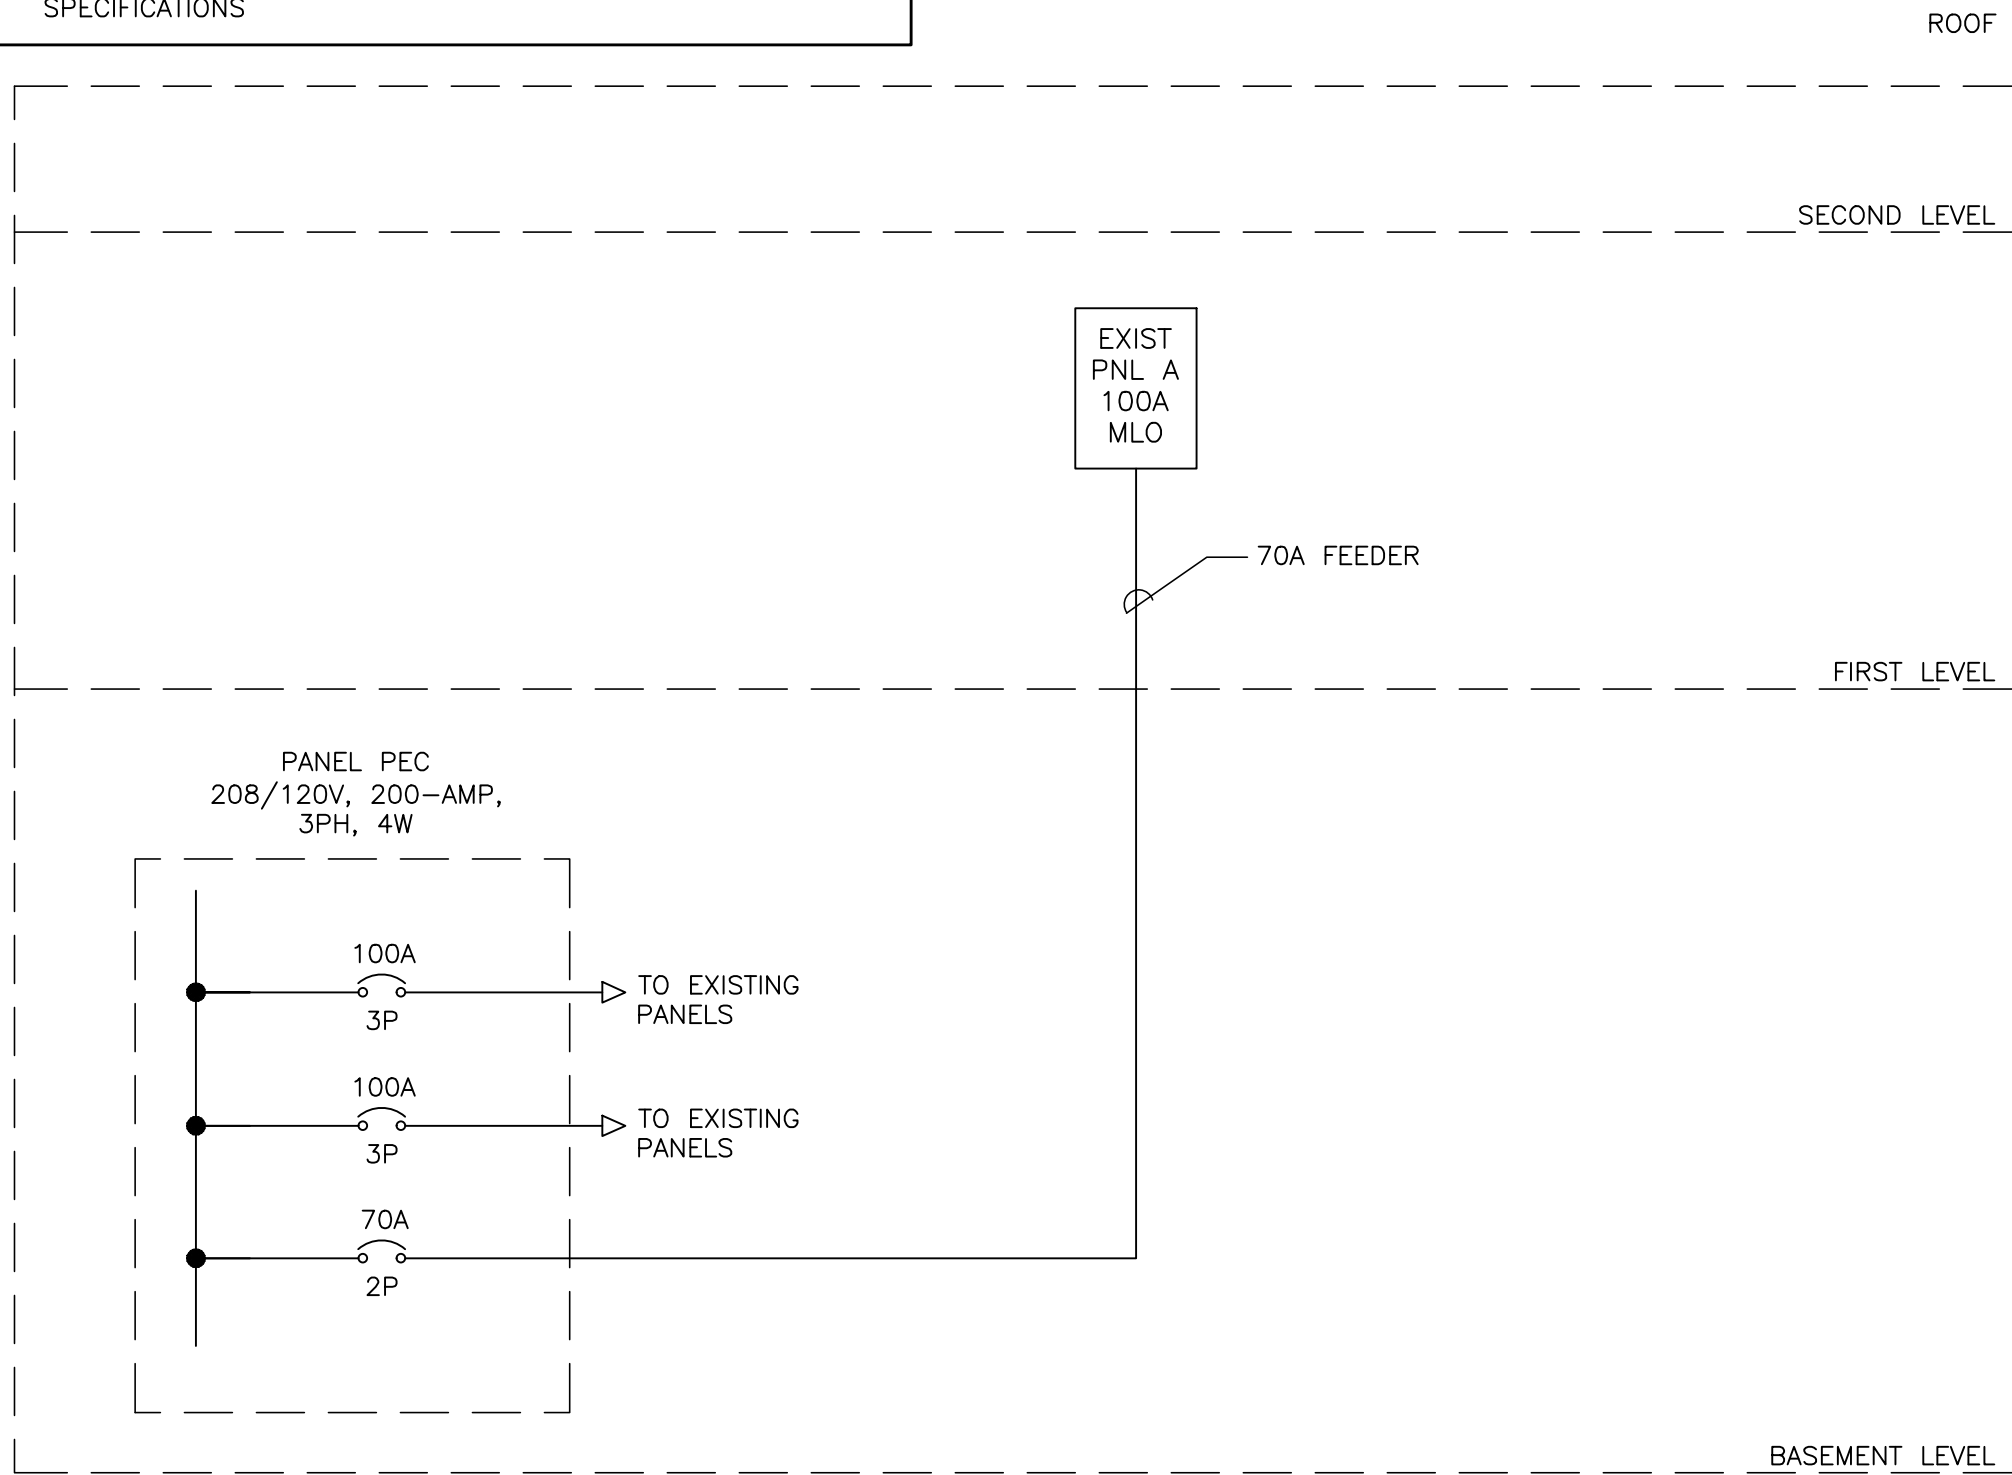 SPECIFICATIONS
ROOF
SECOND LEVEL
EXIST
PNL A
100A
MLO
70A FEEDER
FIRST LEVEL
PANEL PEC
208/120V, 200-AMP,
3PH, 4W
100A
3P
TO EXISTING
PANELS
100A
3P
TO EXISTING
PANELS
70A
2P
BASEMENT LEVEL